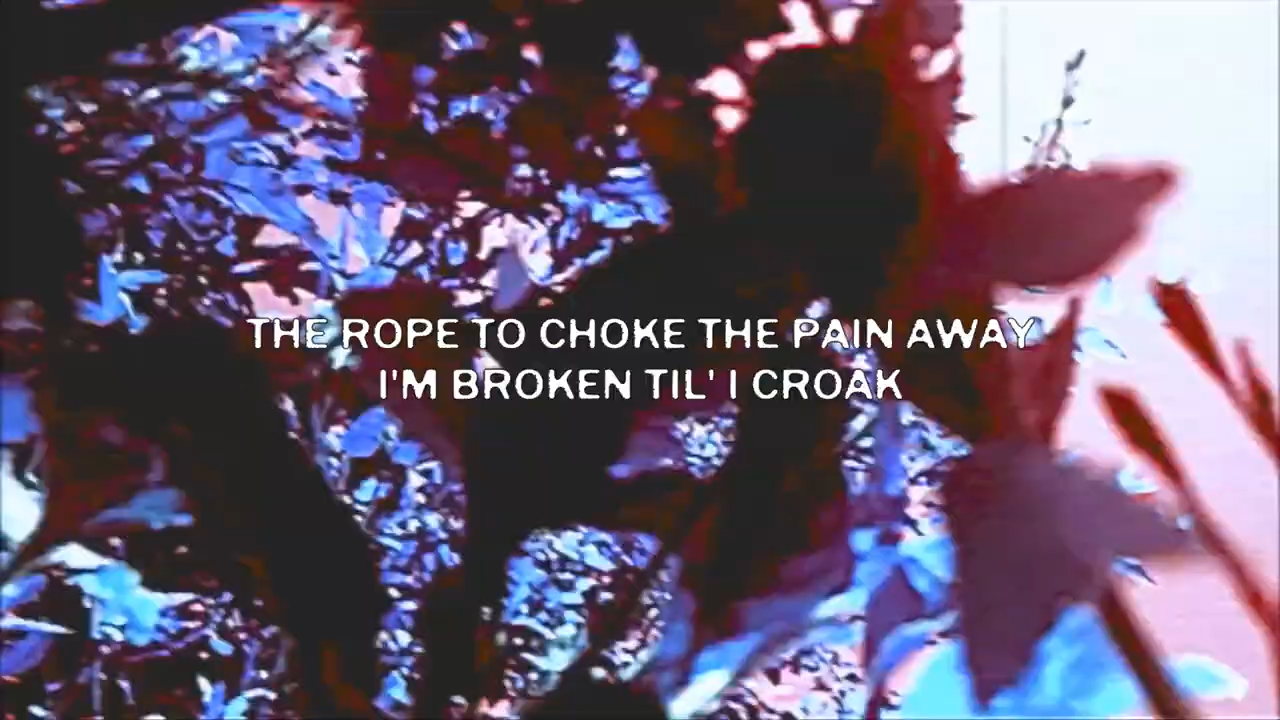 THE ROPE TO CHOKE THE PAIN AWAY
I'M BROKEN TIL' I CROAK